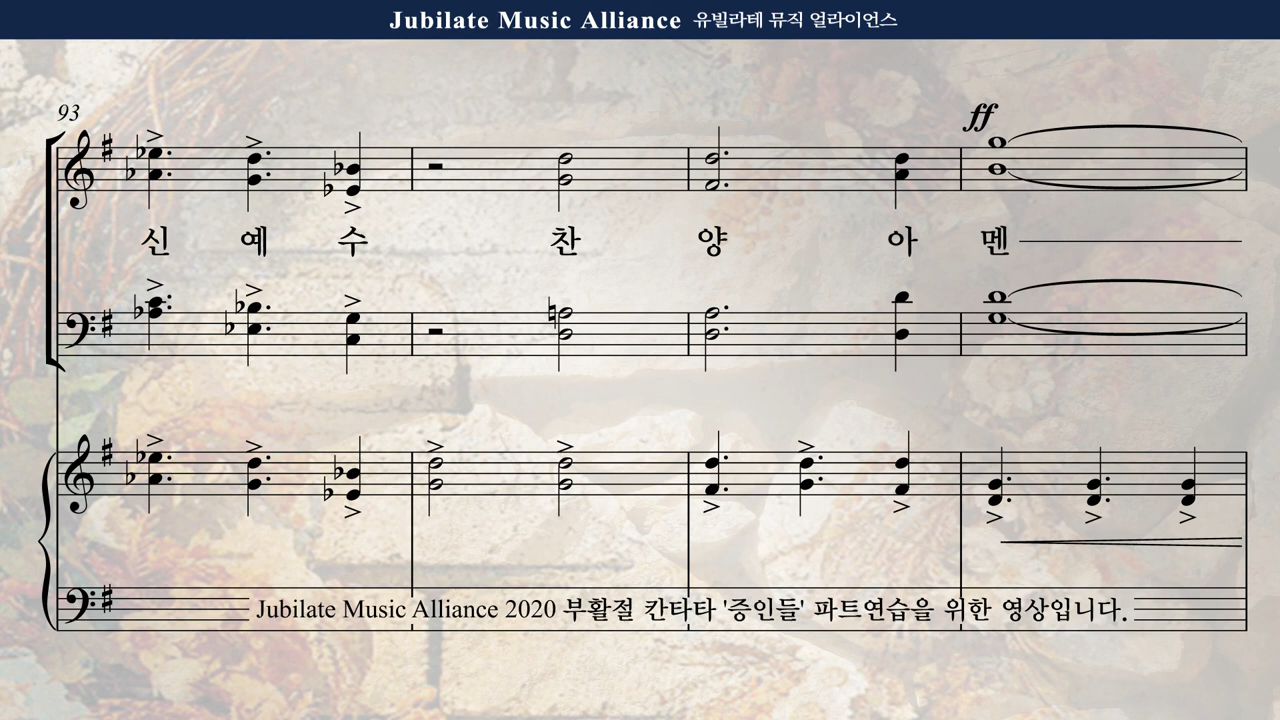 Jubilate Music Alliance 유빌라테 뮤직 얼라이언스
93
ff
신 예 수 찬 양 아 멘
Jubilate Music Alliance 2020 부활절 칸타타 '증인들' 파트연습을 위한 영상입니다.